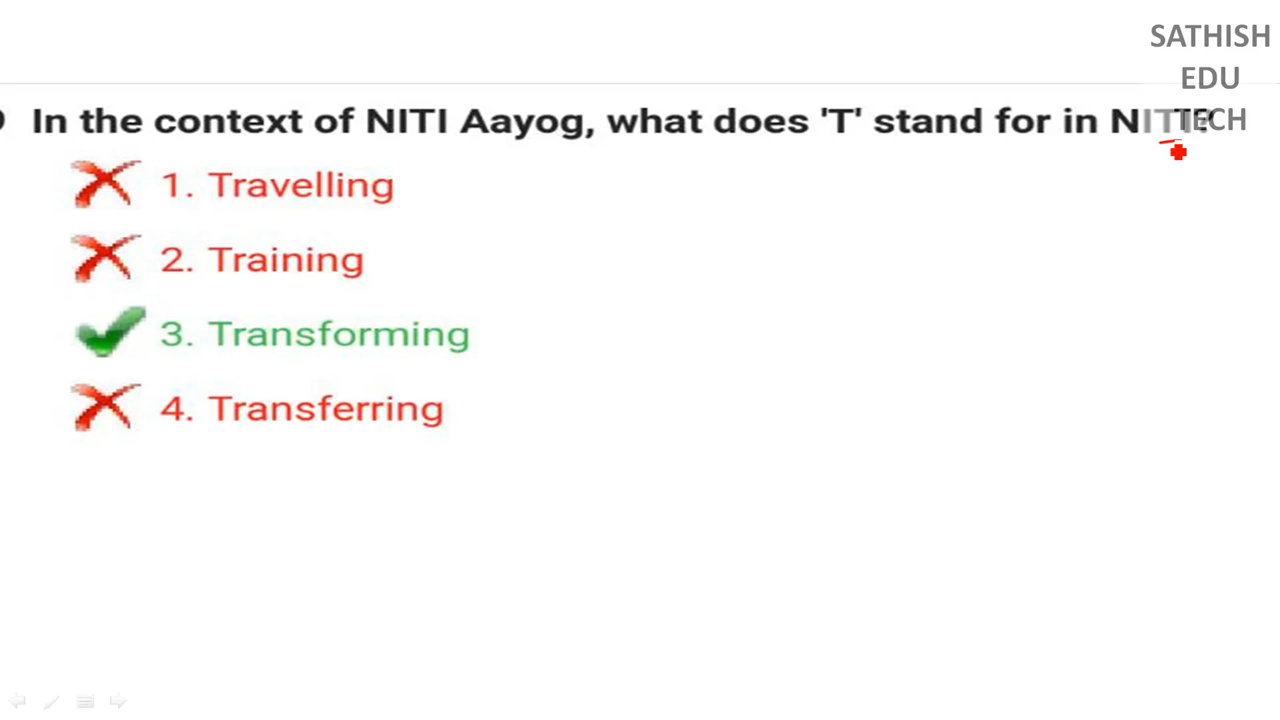 SATHISH
EDU
TECH
In the context of NITI Aayog, what does 'T' stand for in NITI?
1. Travelling
2. Training
3. Transforming
4. Transferring